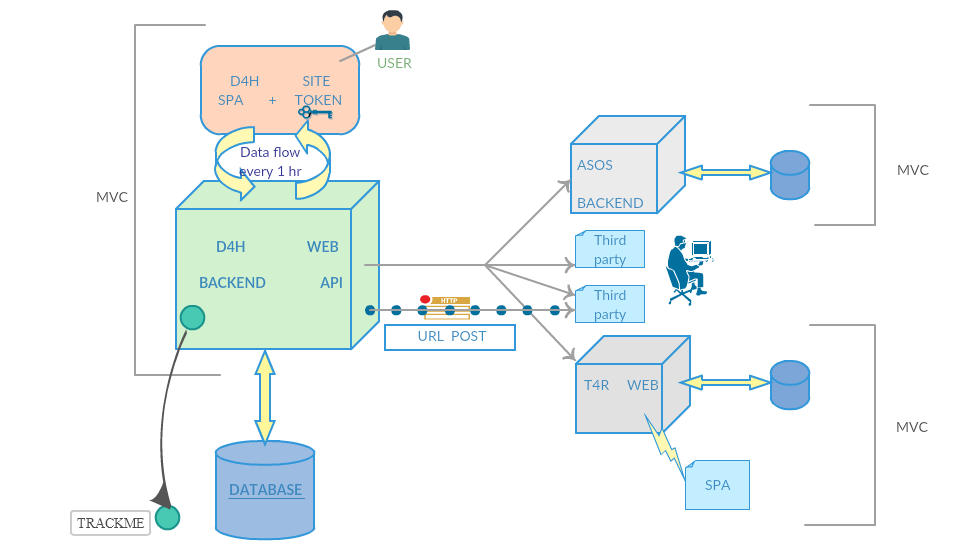 USER
D4H SITE
SPA + TOKEN
Data flow
every 1 hr
MVC
D4H WEB
BACKEND API
HTTP
URL POST
ASOS
BACKEND
MVC
Third
party
Third
party
T4R WEB
MVC
SPA
DATABASE
TRACKME